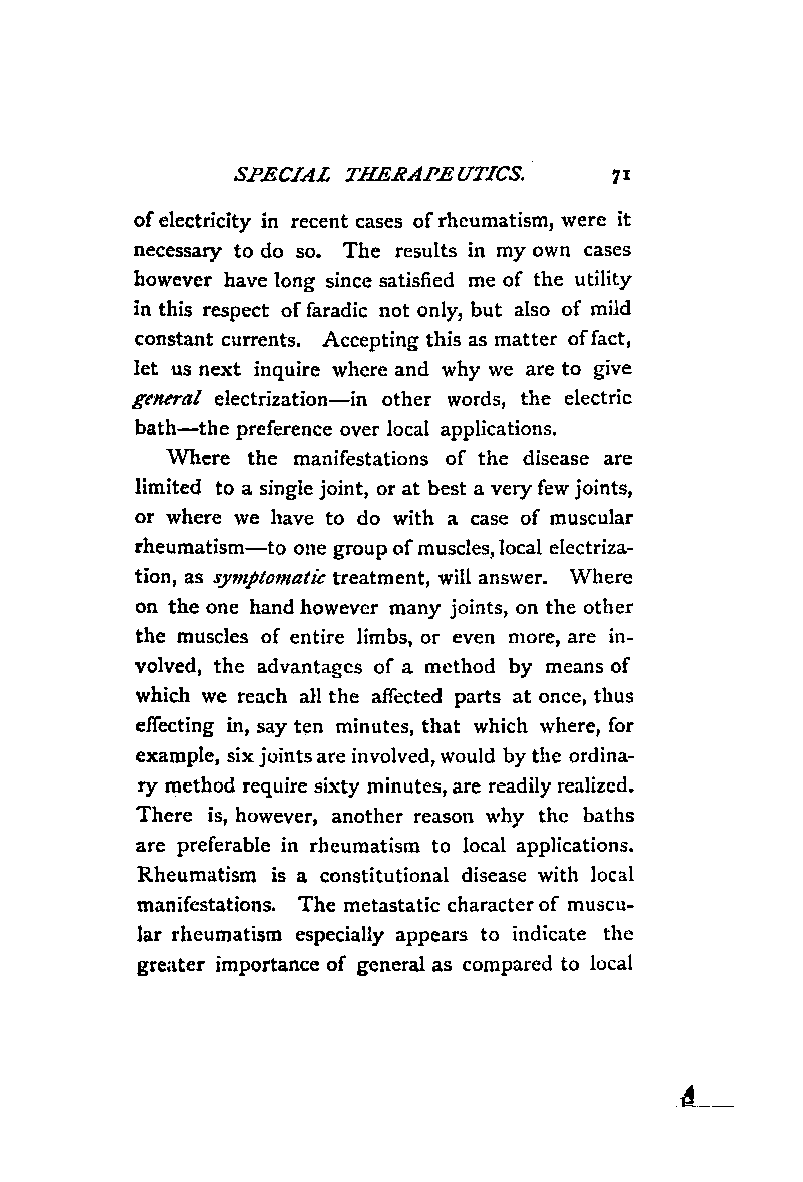 SPECIAL THERAPEUTICS. 71
of electricity in recent cases of rheumatism, were it
necessary to do so. The results in my own cases
however have long since satisfied me of the utility
in this respect of faradic not only, but also of mild
constant currents. Accepting this as matter of fact,
let us next inquire where and why we are to give
general electrization—in other words, the electric
bath—the preference over local applications.
Where the manifestations of the disease are
limited to a single joint, or at best a very few joints,
or where we have to do with a case of muscular
rheumatism—to one group of muscles, local electriza-
tion, as symptomatic treatment, will answer. Where
on the one hand however many joints, on the other
the muscles of entire limbs, or even more, are in-
volved, the advantages of a method by means of
which we reach all the affected parts at once, thus
effecting in, say ten minutes, that which where, for
example, six joints are involved, would by the ordina-
ry method require sixty minutes, are readily realized.
There is, however, another reason why the baths
are preferable in rheumatism to local applications.
Rheumatism is a constitutional disease with local
manifestations. The metastatic character of muscu-
lar rheumatism especially appears to indicate the
greater importance of general as compared to local